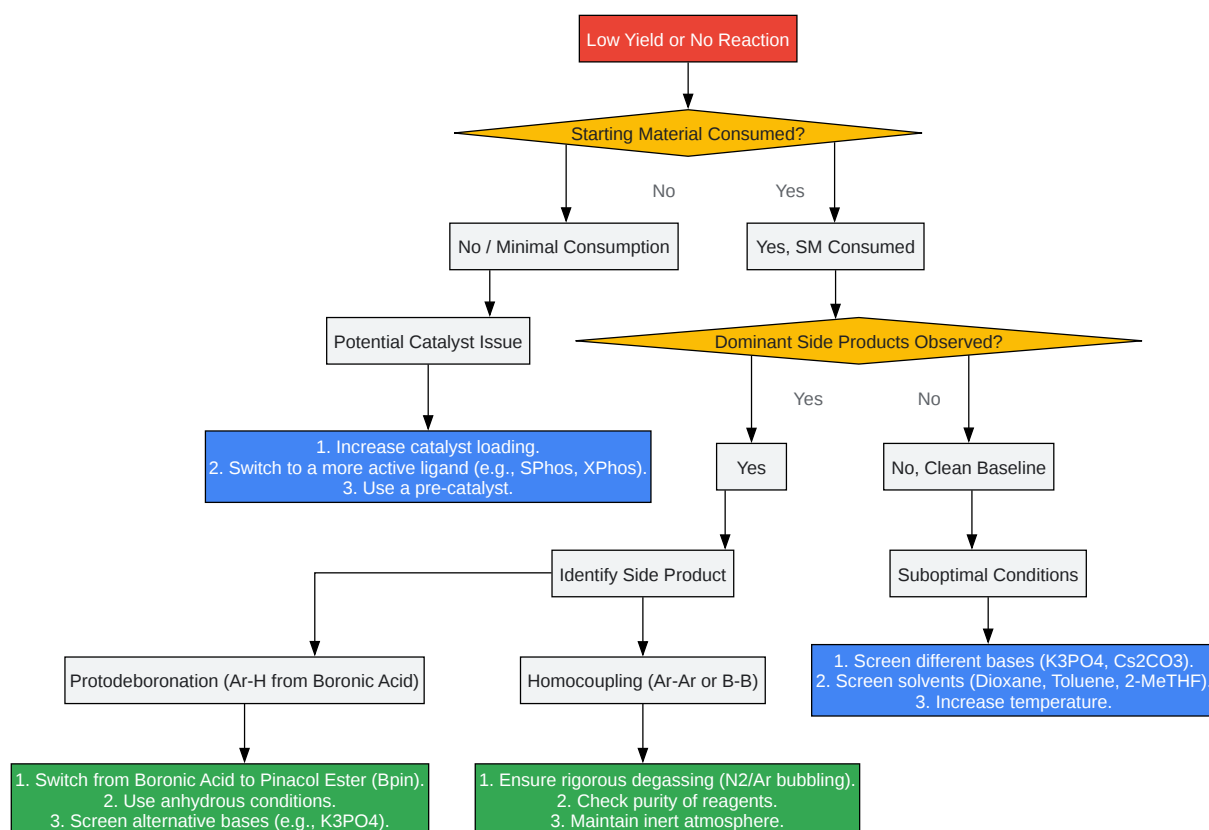 Low Yield or No Reaction
Starting Material Consumed?
No
Yes
No / Minimal Consumption
Yes, SM Consumed
Potential Catalyst Issue
Dominant Side Products Observed?
Yes
No
1. Increase catalyst loading.
2. Switch to a more active ligand (e.g., SPhos, XPhos).
3. Use a pre-catalyst.
Yes
No, Clean Baseline
Identify Side Product
Suboptimal Conditions
Protodeboronation (Ar-H from Boronic Acid)
Homocoupling (Ar-Ar or B-B)
1. Screen different bases (K3PO4, Cs2CO3).
2. Screen solvents (Dioxane, Toluene, 2-MeTHF).
3. Increase temperature.
1. Switch from Boronic Acid to Pinacol Ester (Bpin).
2. Use anhydrous conditions.
3. Screen alternative bases (e.g., K3PO4).
1. Ensure rigorous degassing (N2/Ar bubbling).
2. Check purity of reagents.
3. Maintain inert atmosphere.